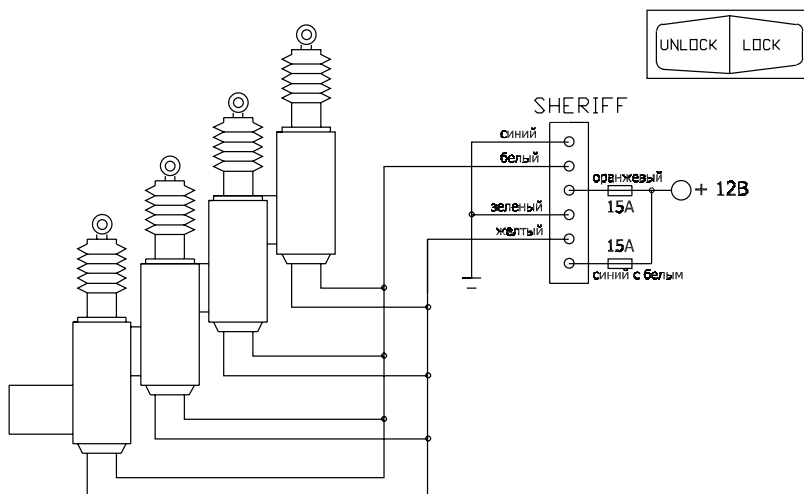 UNLOCK LOCK
SHERIFF
синий
белый
оранжевый
+ 12В
15А
зеленый
желтый
15А
синий с белым